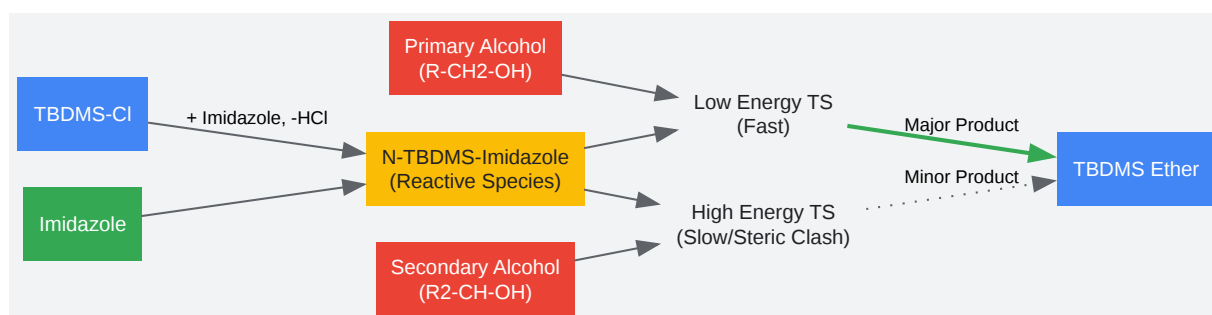 Primary Alcohol
(R-CH2-OH)
TBDMS-Cl
+ Imidazole, -HCl
Low Energy TS
(Fast)
Major Product
N-TBDMS-Imidazole
(Reactive Species)
TBDMS Ether
Minor Product
Imidazole
High Energy TS
(Slow/Steric Clash)
Secondary Alcohol
(R2-CH-OH)